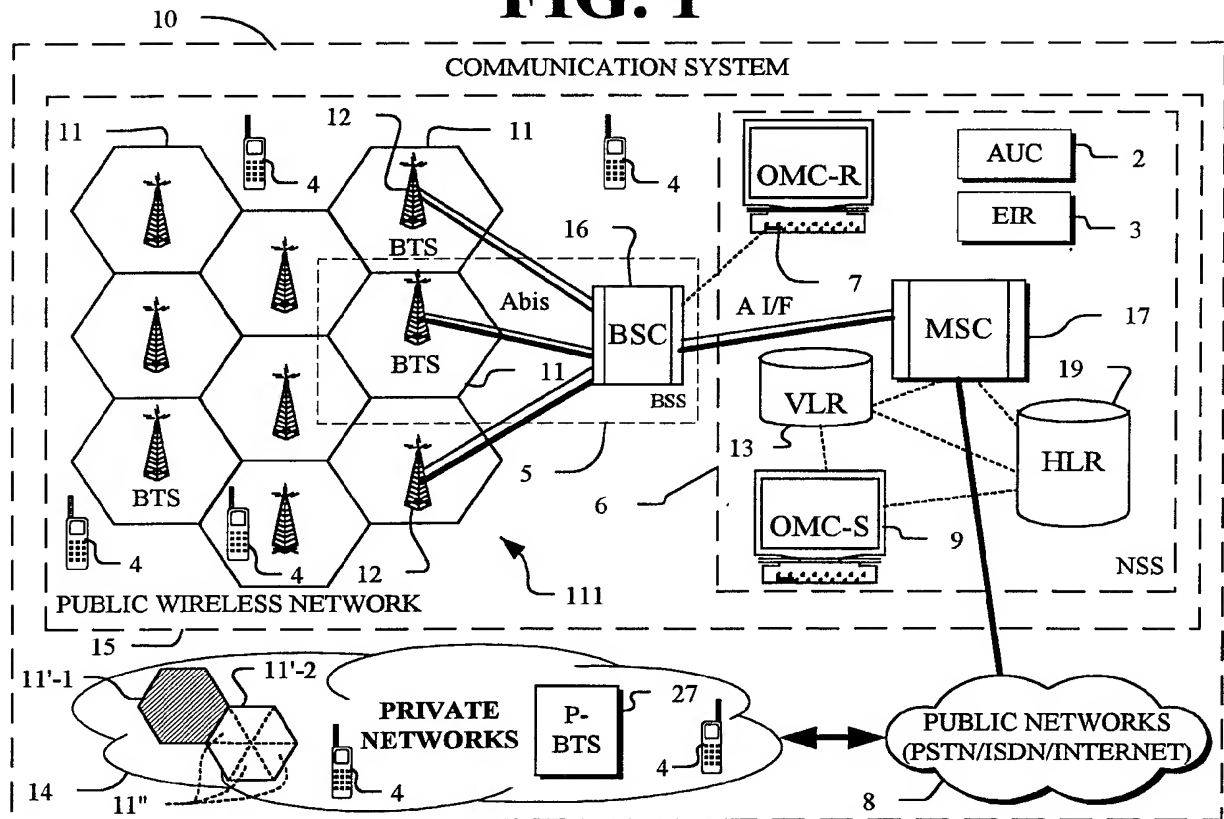 FIG. 1
10
COMMUNICATION SYSTEM
11
4
12
11
4
OMC-R
AUC
2
EIR
3
BTS
16
7
Abis
A I/F
BSC
MSC
17
BTS
11
BSS
VLR
19
13
HLR
BTS
5
6
OMC-S
9
4
4
12
111
NSS
PUBLIC WIRELESS NETWORK
15
11'-1
11'-2
27
PRIVATE
NETWORKS
P-
BTS
PUBLIC NETWORKS
(PSTN/ISDN/INTERNET)
4
4
14
11"
8